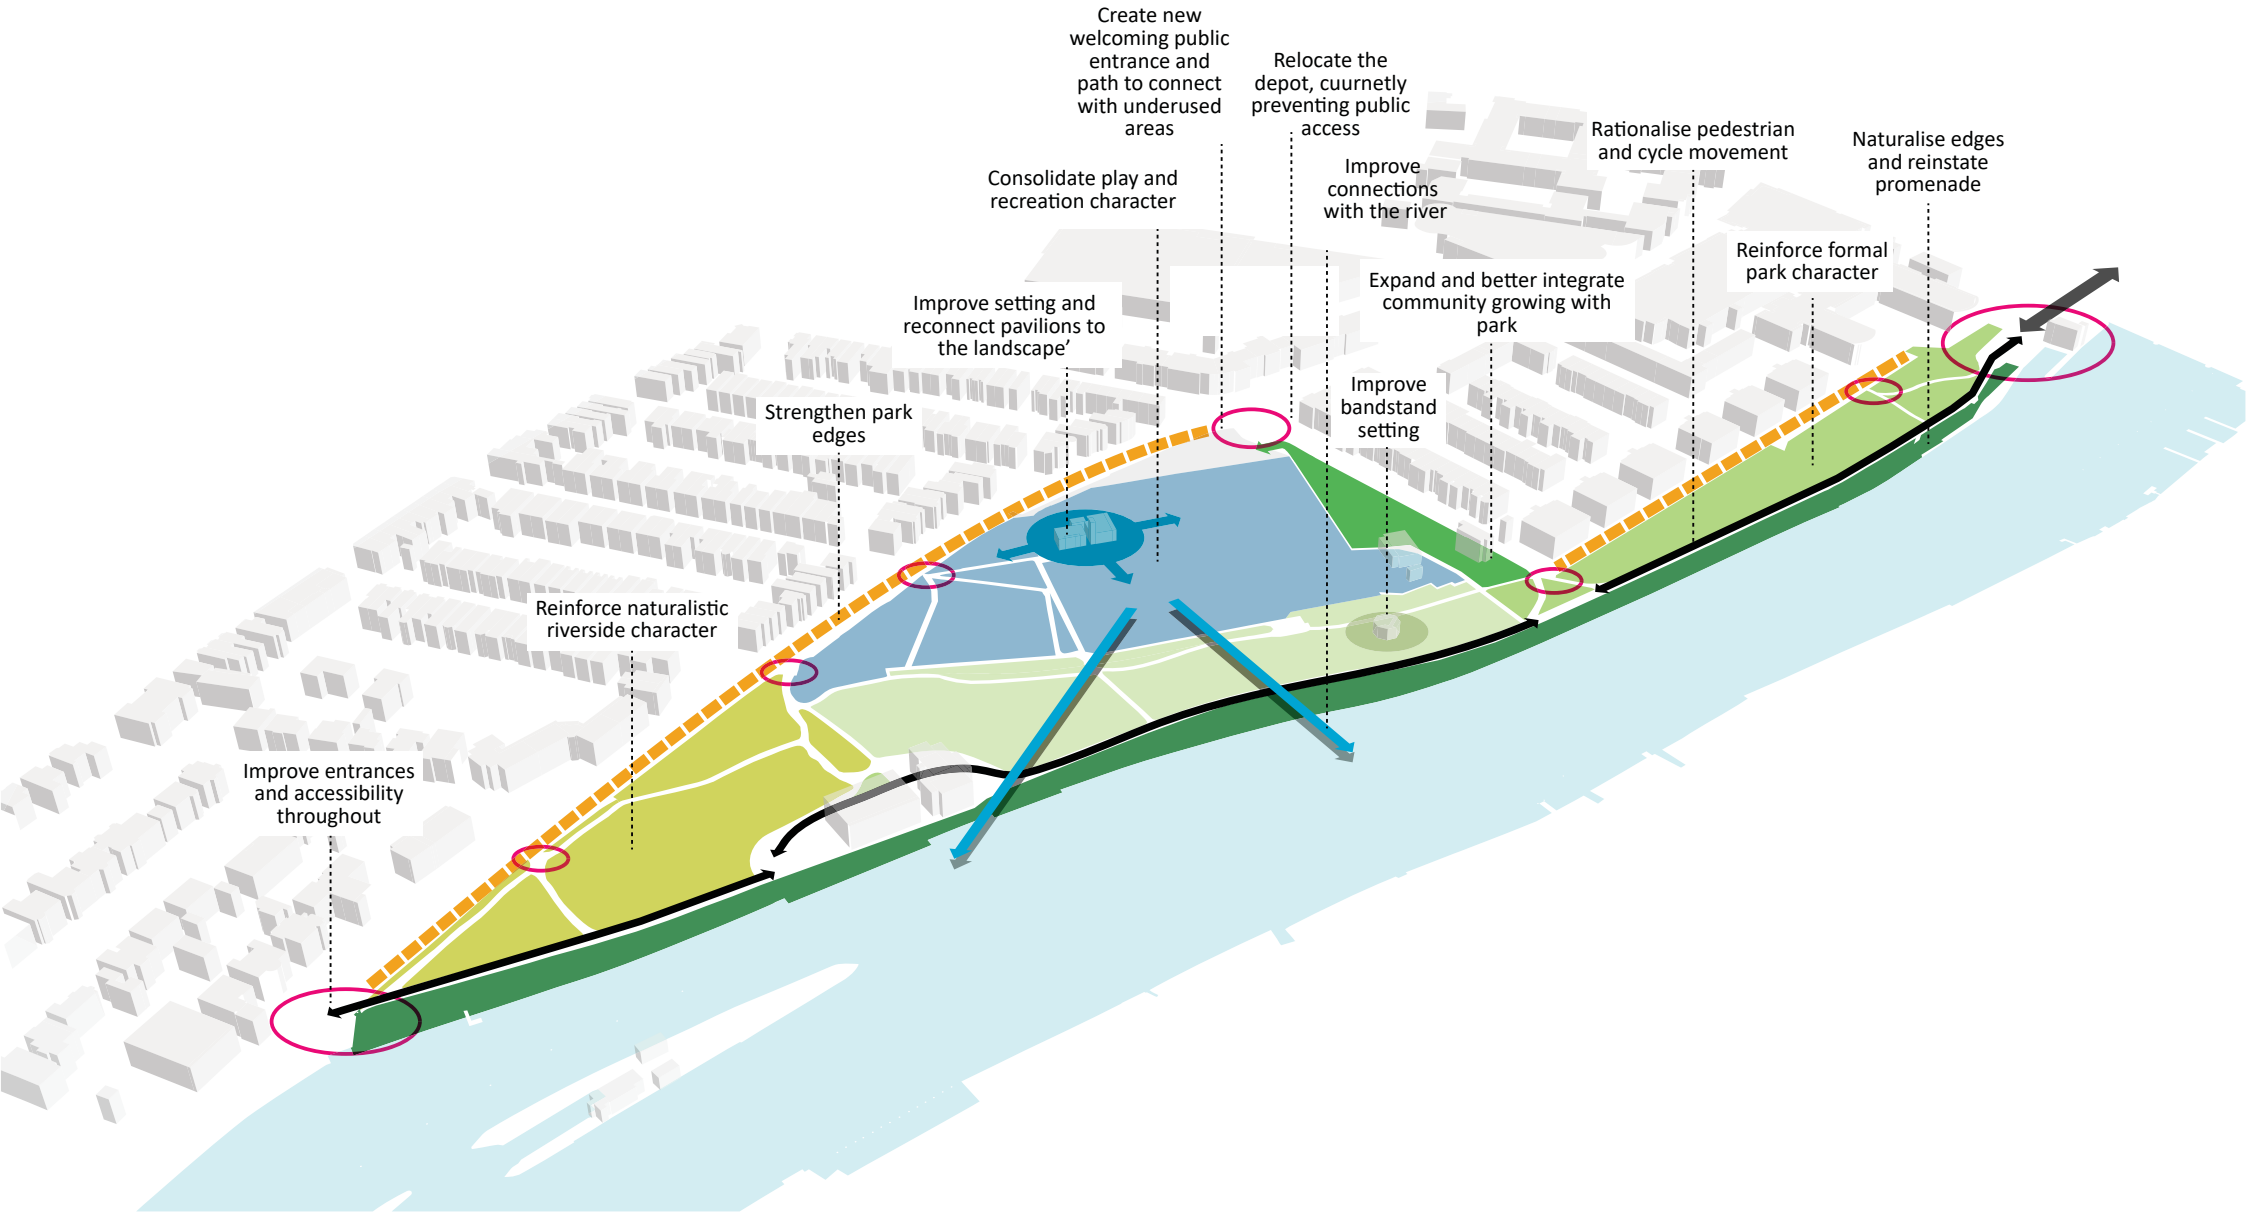 Create new
welcoming public
entrance and
path to connect
with underused
areas
Relocate the
depot, cuurnetly
preventing public
access
Rationalise pedestrian
and cycle movement
Naturalise edges
and reinstate
promenade
Improve
connections
with the river
Consolidate play and
recreation character
Reinforce formal
park character
Expand and better integrate
community growing with
park
Improve setting and
reconnect pavilions to
the landscape’
Improve
bandstand
setting
Strengthen park
edges
Reinforce naturalistic
riverside character
Improve entrances
and accessibility
throughout